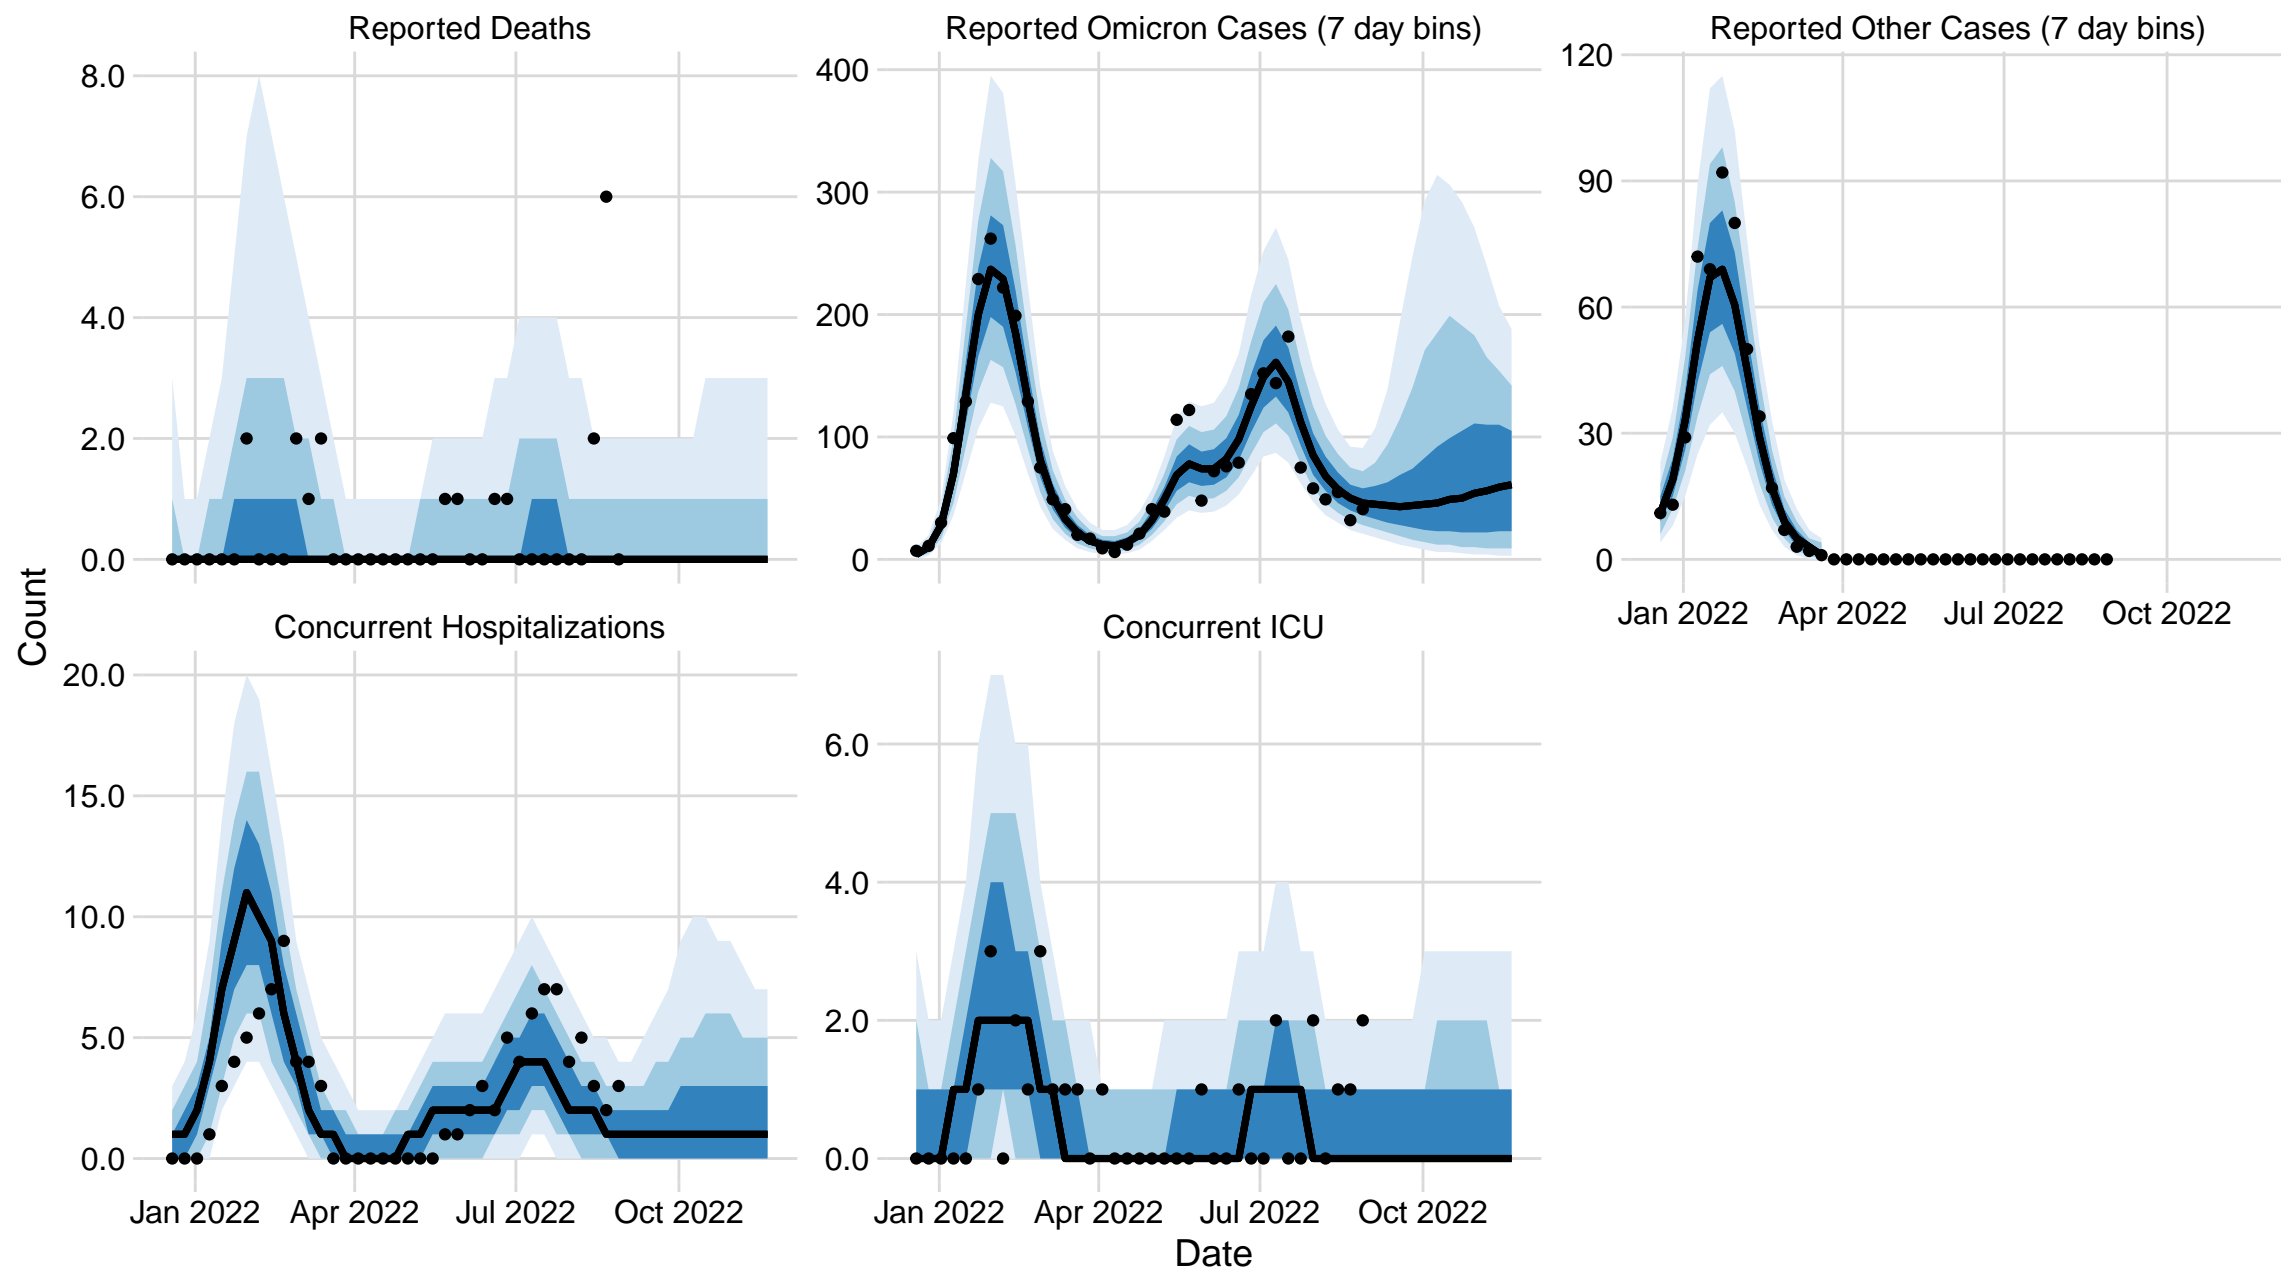 Reported Deaths
Reported Omicron Cases (7 day bins)
Reported Other Cases (7 day bins)
8.0
6.0
4.0
2.0
0.0
400
300
200
100
0
120
90
60
30
0
Jan 2022 Apr 2022 Jul 2022 Oct 2022
Count
Concurrent Hospitalizations
Concurrent ICU
20.0
15.0
10.0
5.0
0.0
6.0
4.0
2.0
0.0
Jan 2022 Apr 2022 Jul 2022 Oct 2022
Jan 2022 Apr 2022 Jul 2022 Oct 2022
Date